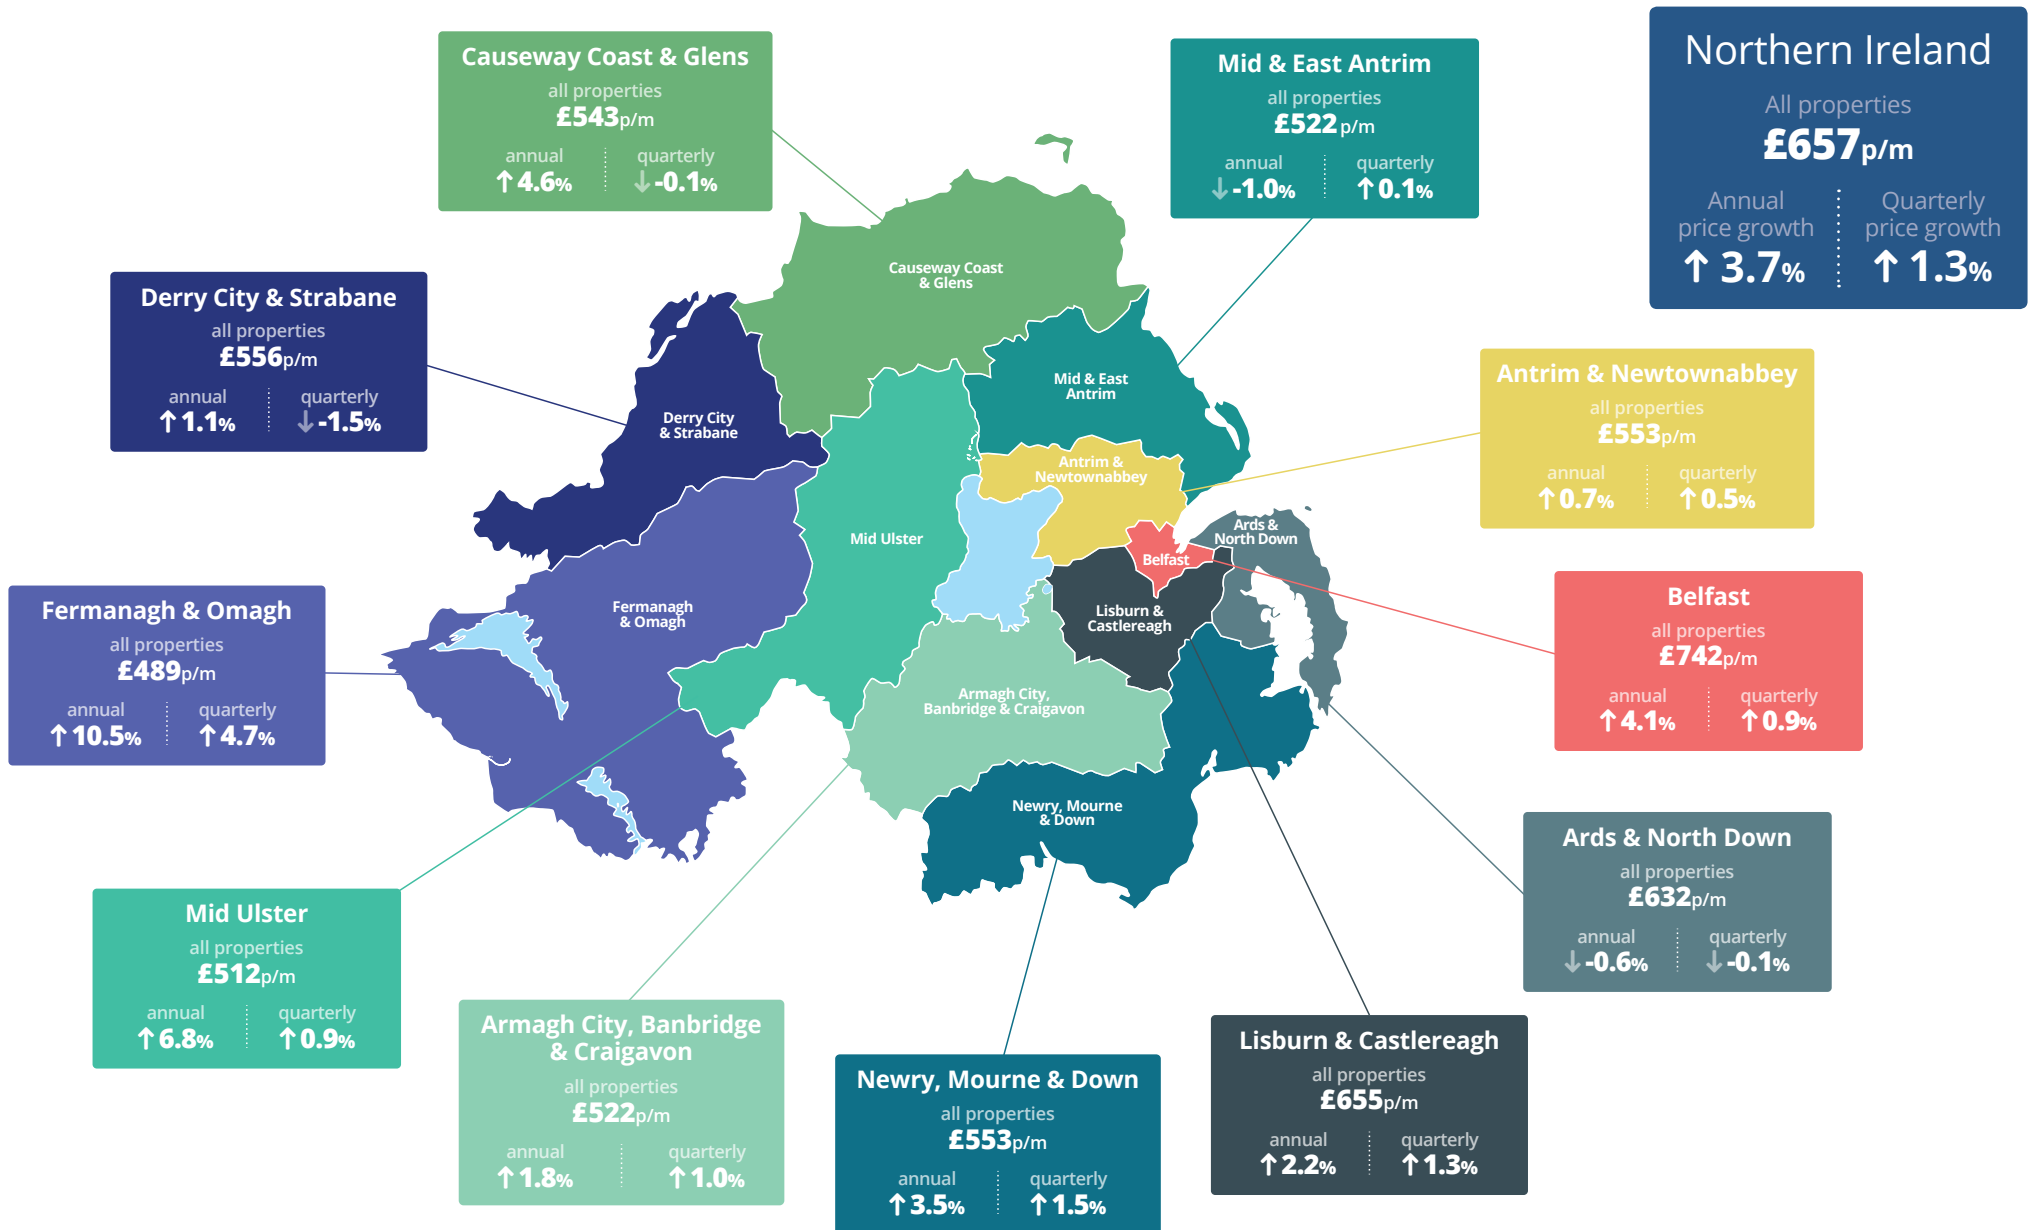 Causeway Coast & Glens
all properties
£543p/m
annual quarterly
↑4.6% ↓-0.1%
Mid & East Antrim
all properties
£522 p/m
annual quarterly
↓-1.0% ↑0.1%
Northern Ireland
All properties
£657p/m
Annual Quarterly
price growth price growth
↑ 3.7% ↑ 1.3%
Derry City & Strabane
all properties
£556p/m
annual quarterly
↑1.1% ↓-1.5%
Antrim & Newtownabbey
all properties
£553p/m
annual quarterly
↑0.7% ↑0.5%
Causeway Coast
& Glens
Mid & East
Antrim
Derry City
& Strabane
Antrim &
Newtownabbey
Ards &
North Down
Mid Ulster
Belfast
Fermanagh
& Omagh
Lisburn &
Castlereagh
Armagh City,
Banbridge & Craigavon
Newry, Mourne
& Down
Fermanagh & Omagh
all properties
£489p/m
annual quarterly
↑10.5% ↑4.7%
Belfast
all properties
£742p/m
annual quarterly
↑4.1% ↑0.9%
Ards & North Down
all properties
£632p/m
annual quarterly
↓-0.6% ↓-0.1%
Mid Ulster
all properties
£512p/m
annual quarterly
↑6.8% ↑0.9%
Armagh City, Banbridge
& Craigavon
all properties
£522p/m
annual quarterly
↑1.8% ↑1.0%
Newry, Mourne & Down
all properties
£553p/m
annual quarterly
↑3.5% ↑1.5%
Lisburn & Castlereagh
all properties
£655p/m
annual quarterly
↑2.2% ↑1.3%